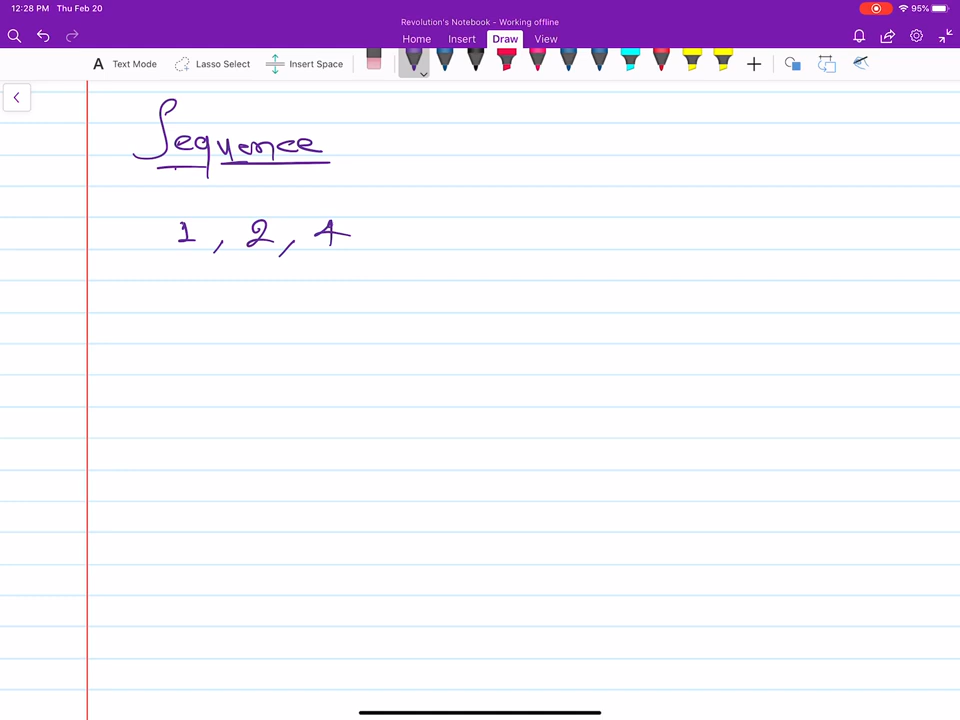 12:28 PM Thu Feb 20
95%
Revolution's Notebook - Working offline
Home Insert Draw View
A Text Mode Lasso Select Insert Space
Sequence
1, 2, 4